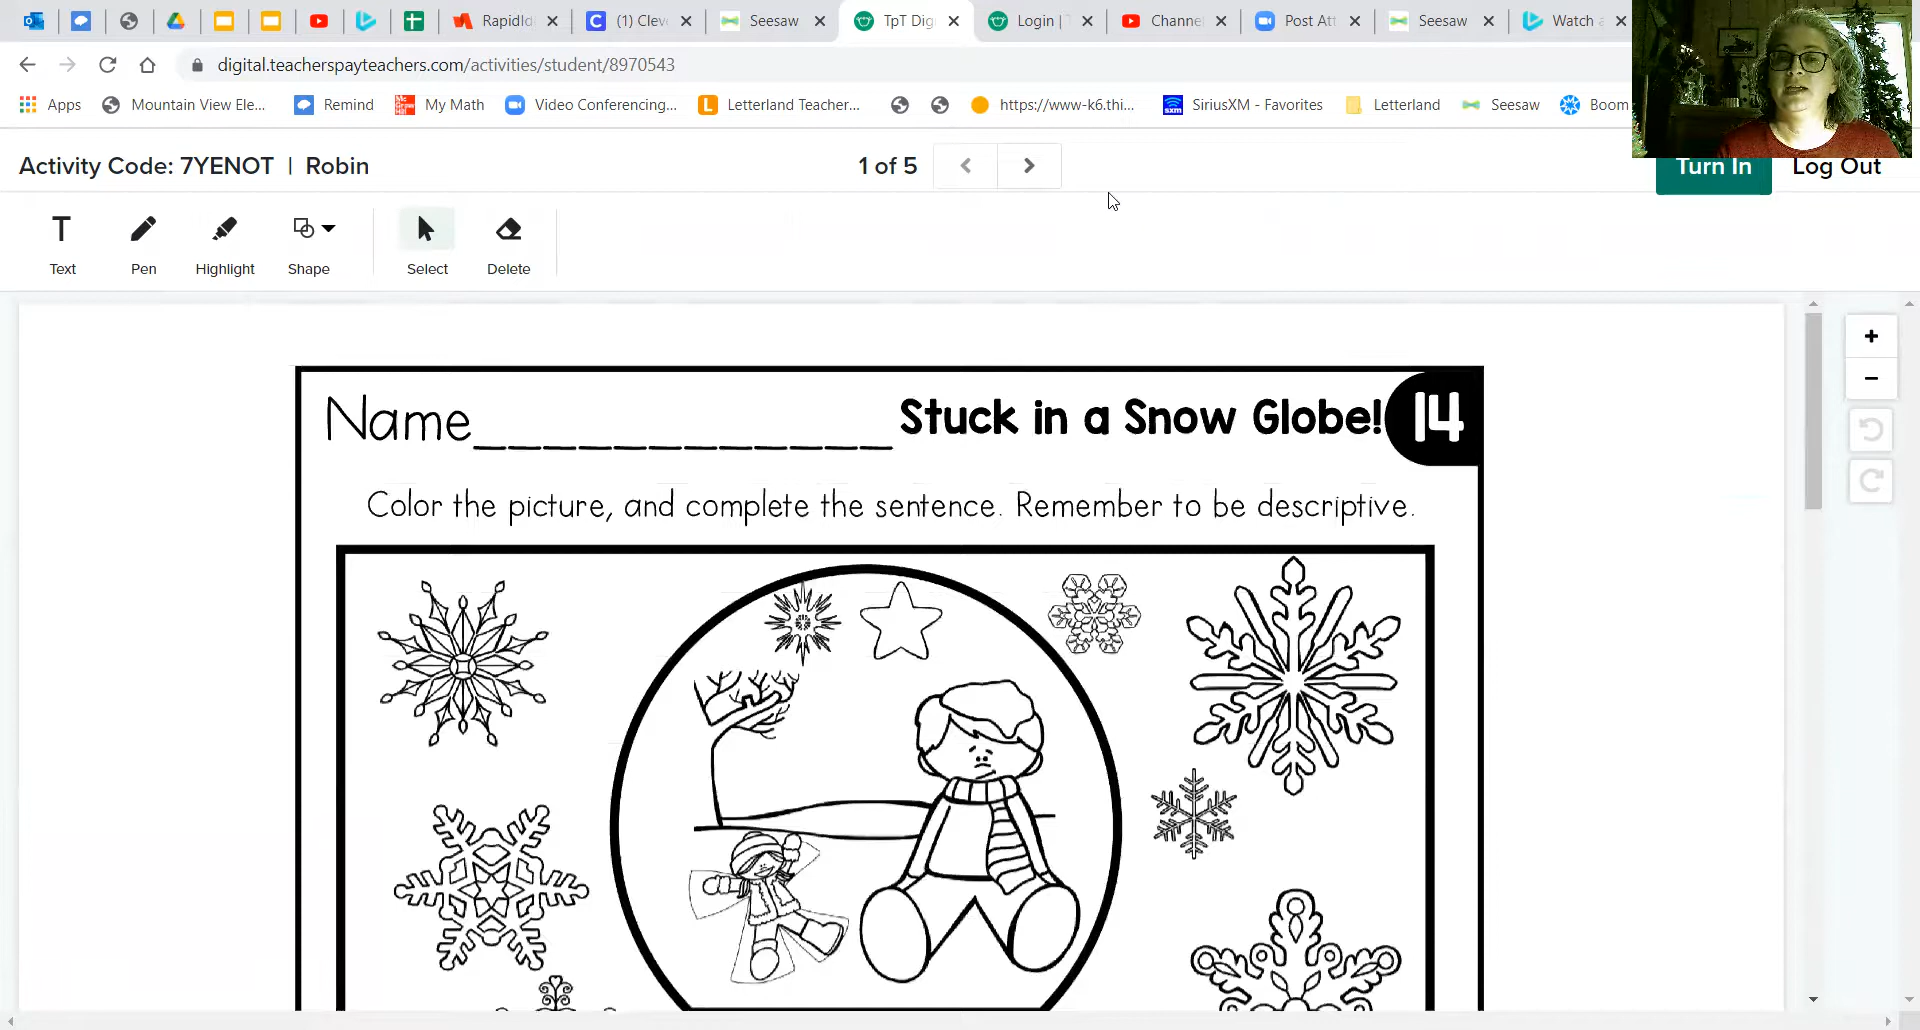 RapidId
(1) Clev
Seesaw
TpT Dig
Login | T
Channe
Post Att
Seesaw
Watch a
digital.teacherspayteachers.com/activities/student/8970543
Apps
Mountain View Ele...
Remind
My Math
Video Conferencing...
Letterland Teacher...
https://www-k6.thi...
SiriusXM - Favorites
Letterland
Seesaw
Boom
Activity Code: 7YENOT | Robin
1 of 5
Turn In
Log Out
Text
Pen
Highlight
Shape
Select
Delete
Name____________ Stuck in a Snow Globe! 14
Color the picture, and complete the sentence. Remember to be descriptive.